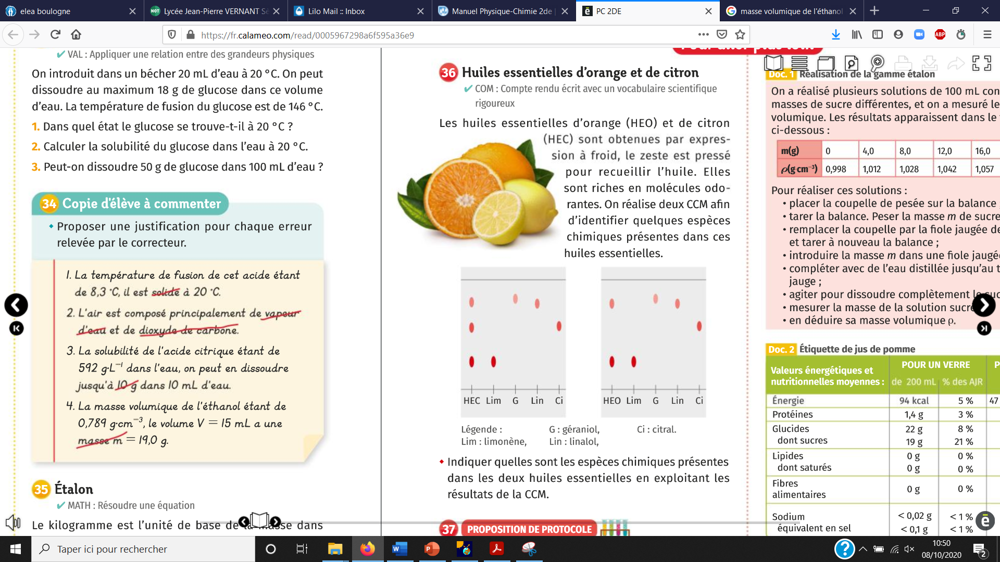 elea boulogne
Lycée Jean-Pierre VERNANT Sè
Lilo Mail :: Inbox
Manuel Physique-Chimie 2de |
PC 2DE
masse volumique de l'éthanol
https://fr.calameo.com/read/0005967298a6f595a36e9
ABP
✔ VAL : Appliquer une relation entre des grandeurs physiques
On introduit dans un bécher 20 mL d'eau à 20 °C. On peut
dissoudre au maximum 18 g de glucose dans ce volume
d'eau. La température de fusion du glucose est de 146 °C.
1. Dans quel état le glucose se trouve-t-il à 20 °C ?
2. Calculer la solubilité du glucose dans l'eau à 20 °C.
3. Peut-on dissoudre 50 g de glucose dans 100 mL d'eau ?
34 Copie d'élève à commenter
• Proposer une justification pour chaque erreur
relevée par le correcteur.
1. La température de fusion de cet acide étant
de 8,3 °C, il est solide à 20 °C.
2. L'air est composé principalement de vapeur
d'eau et de dioxyde de carbone.
3. La solubilité de l'acide citrique étant de
592 g·L⁻¹ dans l'eau, on peut en dissoudre
jusqu'à 10 g dans 10 mL d'eau.
4. La masse volumique de l'éthanol étant de
0,789 g·cm⁻³, le volume V = 15 mL a une
masse m = 19,0 g.
35 Étalon
✔ MATH : Résoudre une équation
Le kilogramme est l'unité de base de la masse dans
36 Huiles essentielles d'orange et de citron
✔ COM : Compte rendu écrit avec un vocabulaire scientifique
rigoureux
Les huiles essentielles d'orange (HEO) et de citron
(HEC) sont obtenues par expres-
sion à froid, le zeste est pressé
pour recueillir l'huile. Elles
sont riches en molécules odo-
rantes. On réalise deux CCM afin
d'identifier quelques espèces
chimiques présentes dans ces
huiles essentielles.
HEC Lim G Lin Ci
HEO Lim G Lin Ci
Légende : G : géraniol, Ci : citral.
Lim : limonène, Lin : linalol,
• Indiquer quelles sont les espèces chimiques présentes
dans les deux huiles essentielles en exploitant les
résultats de la CCM.
37 PROPOSITION DE PROTOCOLE
Doc. 1 Réalisation de la gamme étalon
On a réalisé plusieurs solutions de 100 mL con
masses de sucre différentes, et on a mesuré le
volumique. Les résultats apparaissent dans le
ci-dessous :
m(g) 0 4,0 8,0 12,0 16,0
ρ(g·cm⁻³) 0,998 1,012 1,028 1,042 1,057
Pour réaliser ces solutions :
• placer la coupelle de pesée sur la balance ;
• tarer la balance. Peser la masse m de sucre
• remplacer la coupelle par la fiole jaugée de
et tarer à nouveau la balance ;
• introduire la masse m dans une fiole jaugée
• compléter avec de l'eau distillée jusqu'au t
jauge ;
• agiter pour dissoudre complètement le suc
• mesurer la masse de la solution sucré
• en déduire sa masse volumique ρ.
Doc. 2 Étiquette de jus de pomme
Valeurs énergétiques et
nutritionnelles moyennes :
POUR UN VERRE P
de 200 mL % des AJR
Énergie 94 kcal 5 % 47
Protéines 1,4 g 3 %
Glucides 22 g 8 %
dont sucres 19 g 21 %
Lipides 0 g 0 %
dont saturés 0 g 0 %
Fibres
alimentaires 0 g 0 %
Sodium < 0,02 g < 1 %
équivalent en sel < 0,1 g < 1 %
Taper ici pour rechercher
10:50
08/10/2020
2